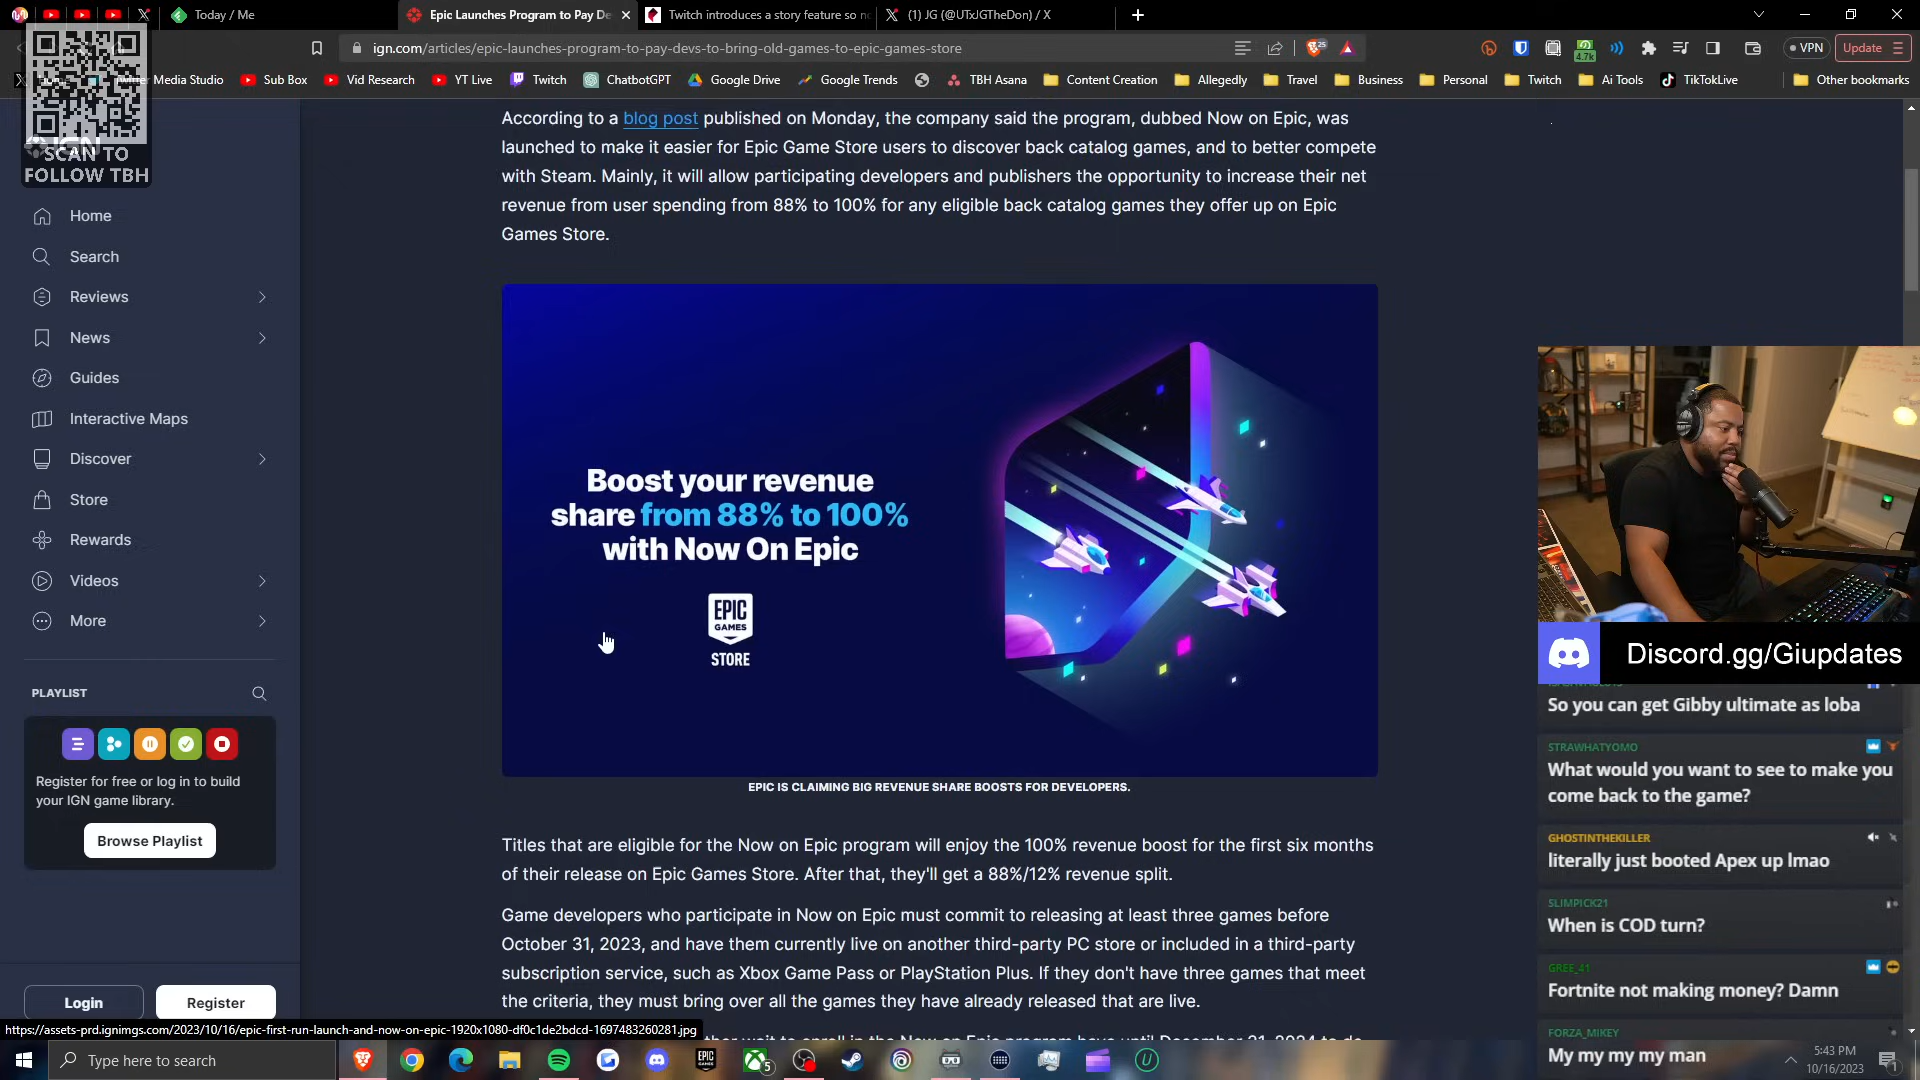 Today / Me
Epic Launches Program to Pay De
Twitch introduces a story feature so n
(1) JG (@UTxJGTheDon) / X
ign.com/articles/epic-launches-program-to-pay-devs-to-bring-old-games-to-epic-games-store
25
4.7k
VPN
Update
Twitter Media Studio
Sub Box
Vid Research
YT Live
Twitch
ChatbotGPT
Google Drive
Google Trends
TBH Asana
Content Creation
Allegedly
Travel
Business
Personal
Twitch
Ai Tools
TikTokLive
Other bookmarks
IGN
SCAN TO
FOLLOW TBH
Home
Search
Reviews
News
Guides
Interactive Maps
Discover
Store
Rewards
Videos
More
PLAYLIST
Register for free or log in to build
your IGN game library.
Browse Playlist
Login
Register
According to a blog post published on Monday, the company said the program, dubbed Now on Epic, was
launched to make it easier for Epic Game Store users to discover back catalog games, and to better compete
with Steam. Mainly, it will allow participating developers and publishers the opportunity to increase their net
revenue from user spending from 88% to 100% for any eligible back catalog games they offer up on Epic
Games Store.
Boost your revenue
share from 88% to 100%
with Now On Epic
EPIC
GAMES
STORE
EPIC IS CLAIMING BIG REVENUE SHARE BOOSTS FOR DEVELOPERS.
Titles that are eligible for the Now on Epic program will enjoy the 100% revenue boost for the first six months
of their release on Epic Games Store. After that, they'll get a 88%/12% revenue split.
Game developers who participate in Now on Epic must commit to releasing at least three games before
October 31, 2023, and have them currently live on another third-party PC store or included in a third-party
subscription service, such as Xbox Game Pass or PlayStation Plus. If they don't have three games that meet
the criteria, they must bring over all the games they have already released that are live.
Discord.gg/Giupdates
So you can get Gibby ultimate as loba
STRAWHATYOMO
What would you want to see to make you
come back to the game?
GHOSTINTHEKILLER
literally just booted Apex up lmao
SLIMPICK21
When is COD turn?
GREE_41
Fortnite not making money? Damn
FORZA_MIKEY
My my my my man
https://assets-prd.ignimgs.com/2023/10/16/epic-first-run-launch-and-now-on-epic-1920x1080-df0c1de2bdcd-1697483260281.jpg
Type here to search
5
5:43 PM
10/16/2023
1